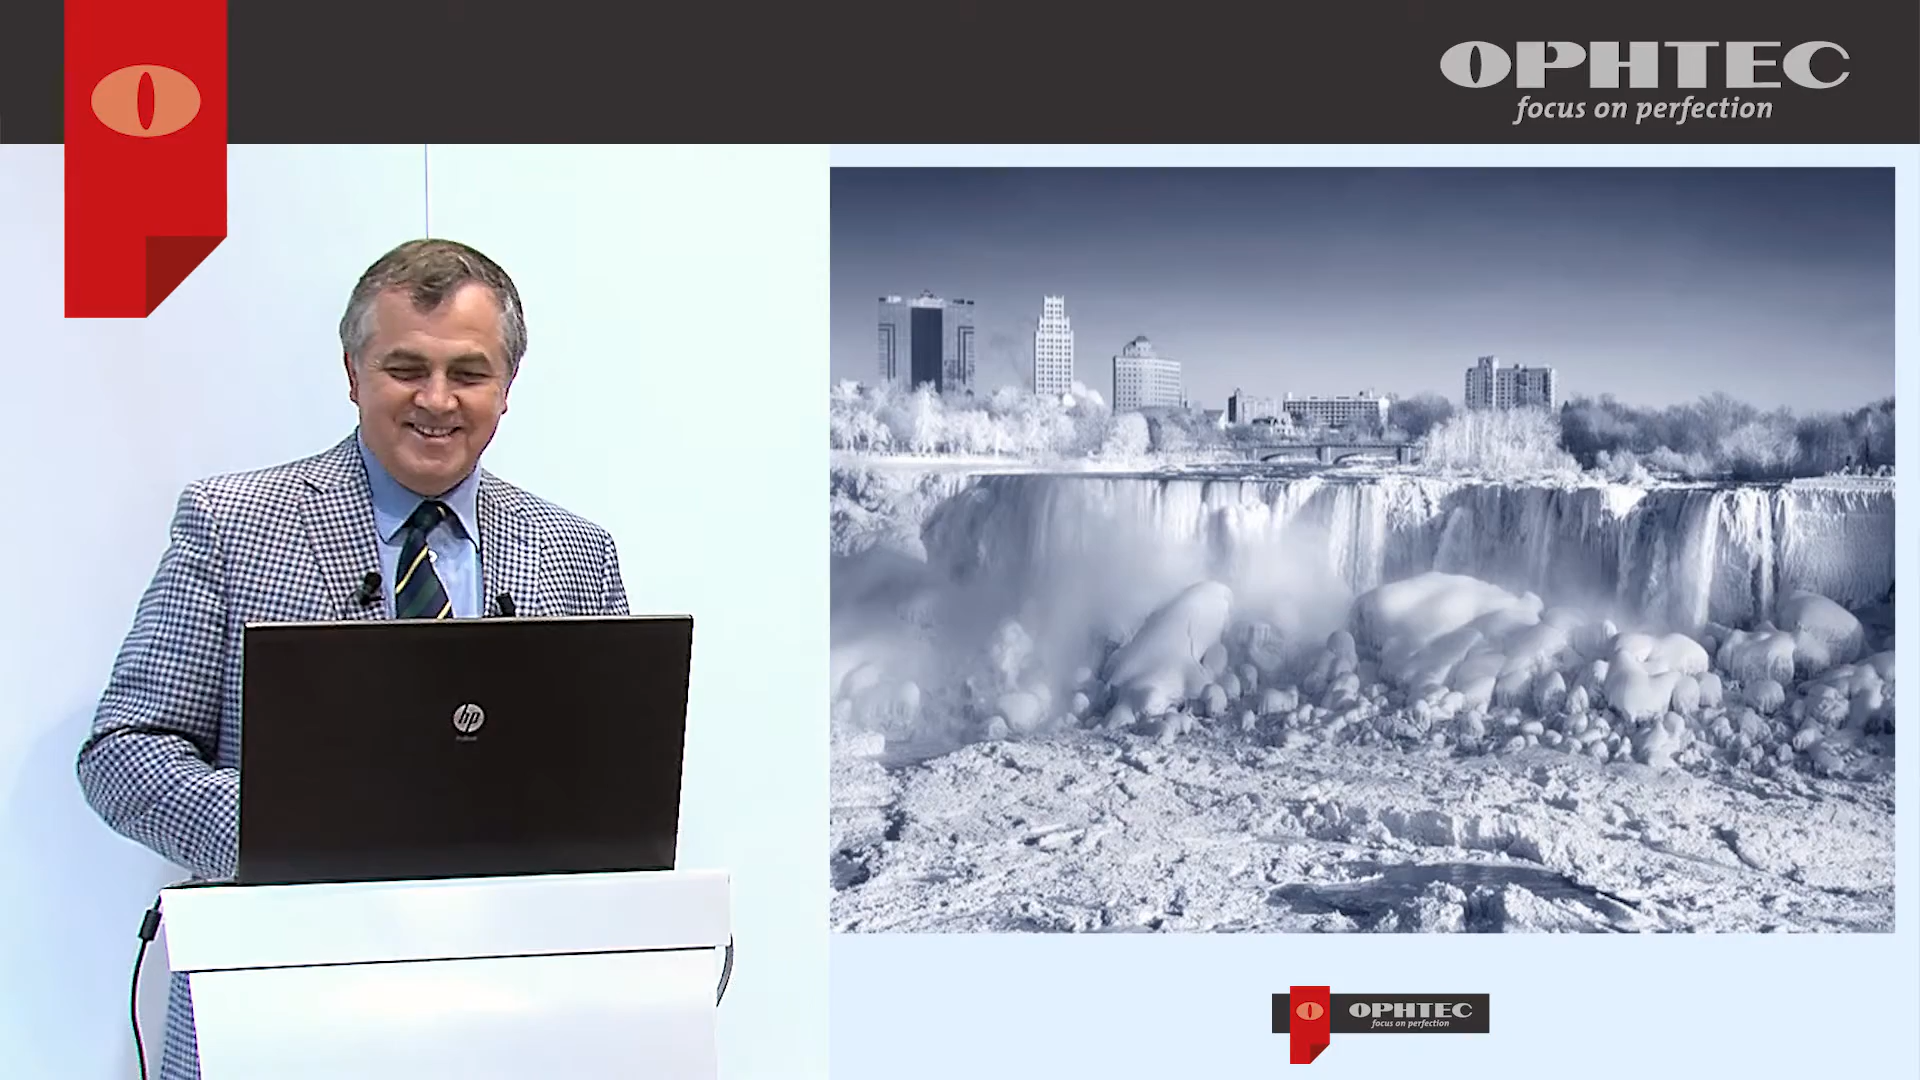 OPHTEC
focus on perfection
hp
OPHTEC
focus on perfection